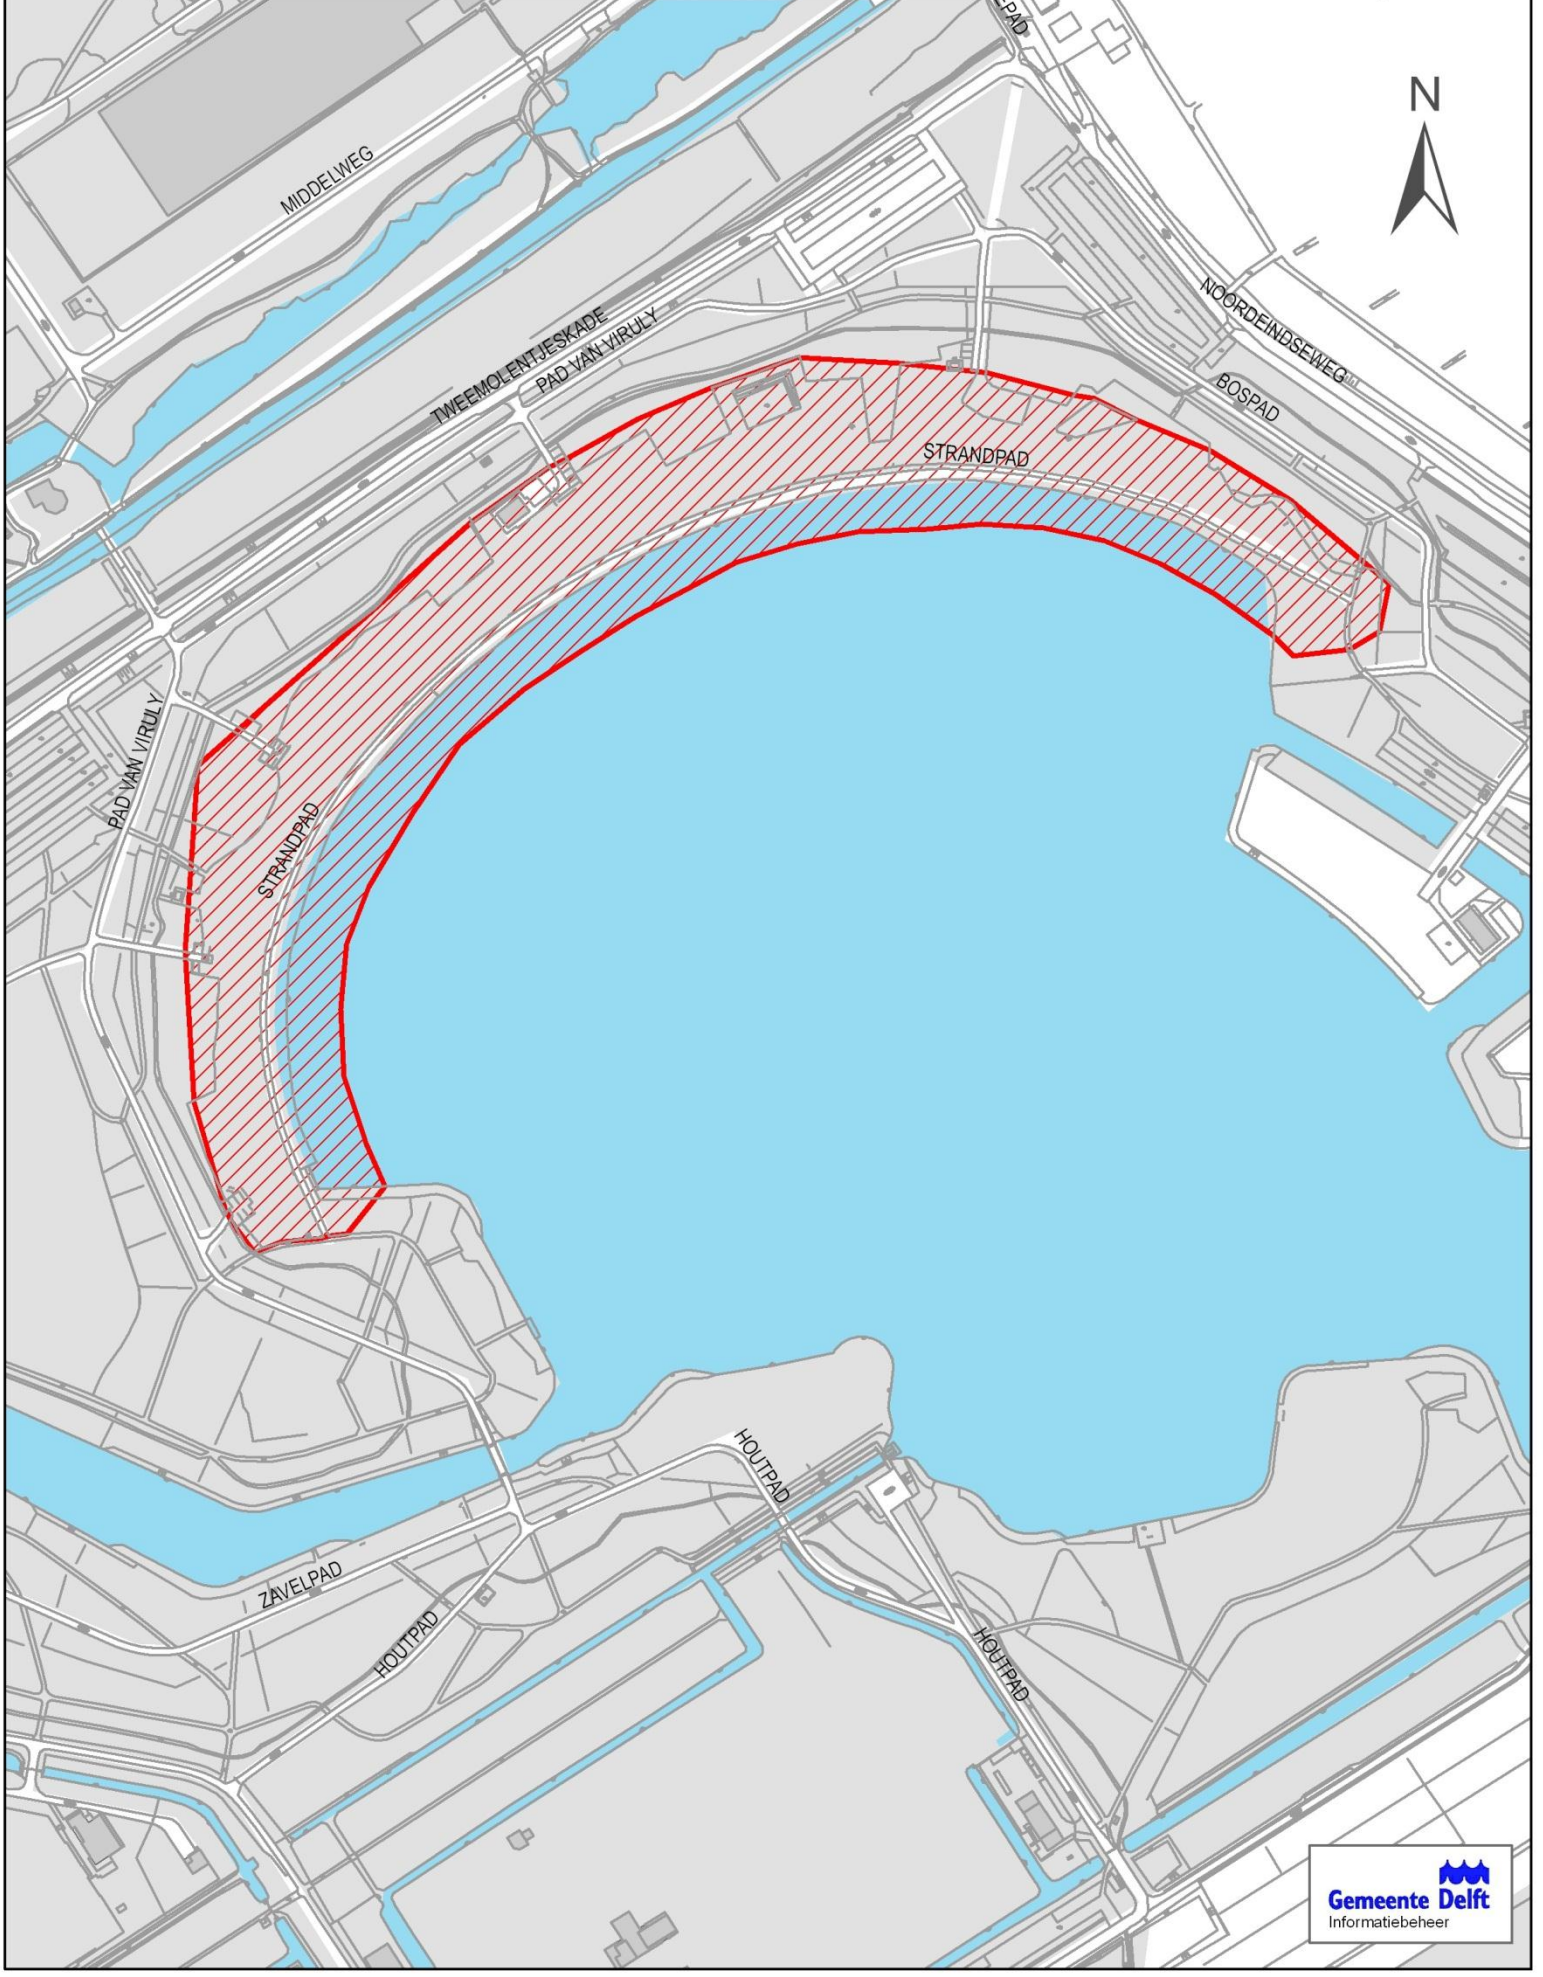 N
MIDDELWEG
NOORDEINDSEWEG
TWEEMOLENTJESKADE
PAD VAN VIRULY
BOSPAD
STRANDPAD
PAD VAN VIRULY
STRANDPAD
HOUTPAD
ZAVELPAD
HOUTPAD
HOUTPAD
Gemeente Delft
Informatiebeheer